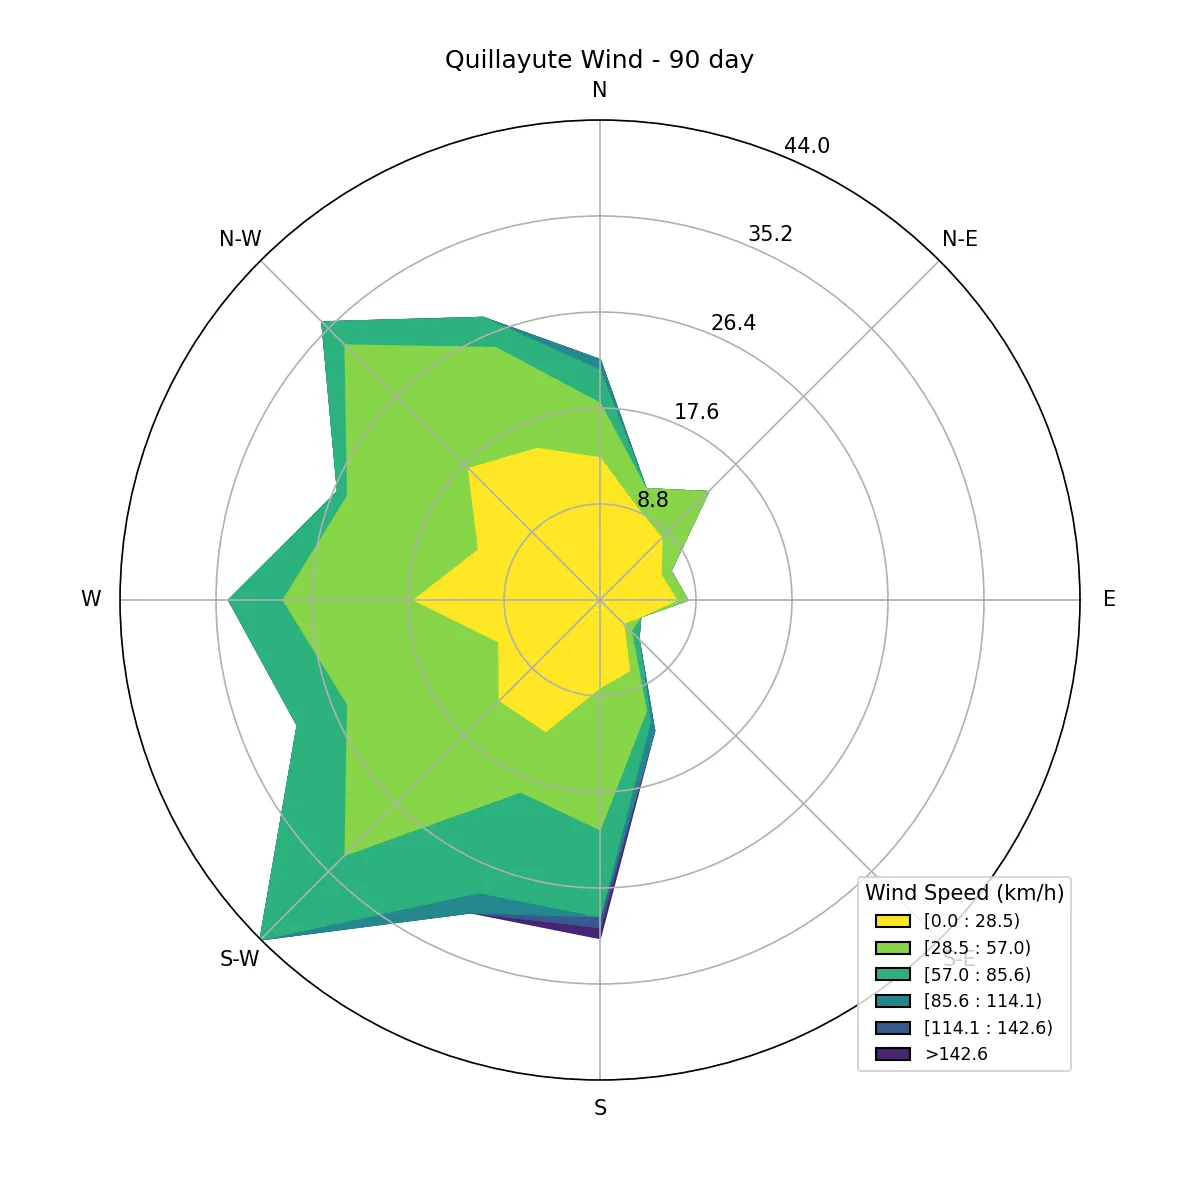 Quillayute Wind - 90 day
N
44.0
35.2
N-W
N-E
26.4
17.6
8.8
W
E
Wind Speed (km/h)
[0.0 : 28.5)
[28.5 : 57.0)
S-W
S-E
[57.0 : 85.6)
[85.6 : 114.1)
[114.1 : 142.6)
>142.6
S